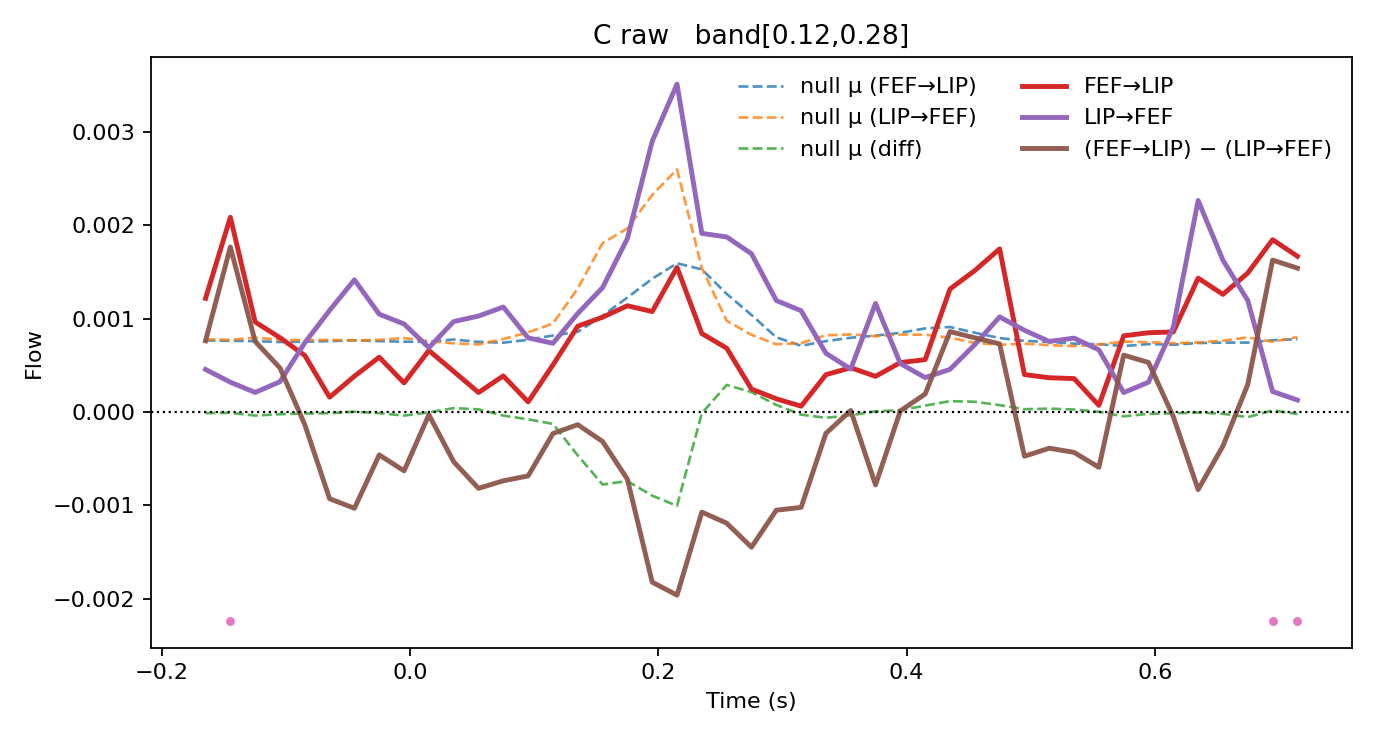 C raw   band[0.12,0.28]
null μ (FEF→LIP)
null μ (LIP→FEF)
null μ (diff)
FEF→LIP
LIP→FEF
(FEF→LIP) − (LIP→FEF)
Flow
0.003
0.002
0.001
0.000
−0.001
−0.002
−0.2
0.0
0.2
0.4
0.6
Time (s)